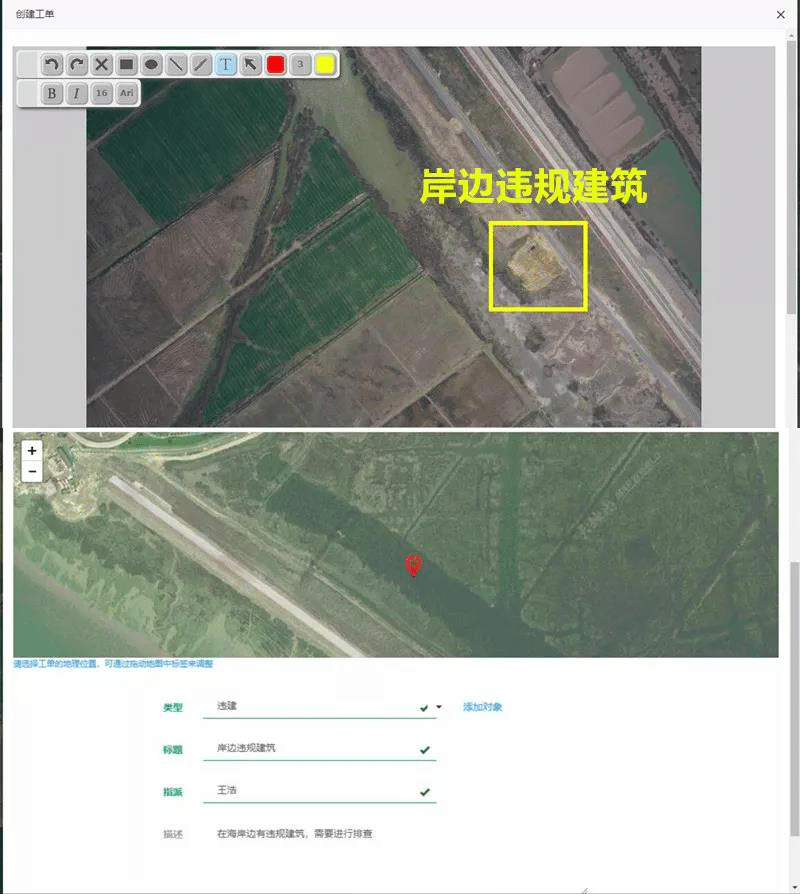 创建工单
T
3
B
I
16
Ari
岸边违规建筑
+
−
请选择工单的地理位置，可通过拖动地图中标签来调整
类型 违建 添加对象
标题 岸边违规建筑
指派 王浩
描述 在海岸边有违规建筑，需要进行排查